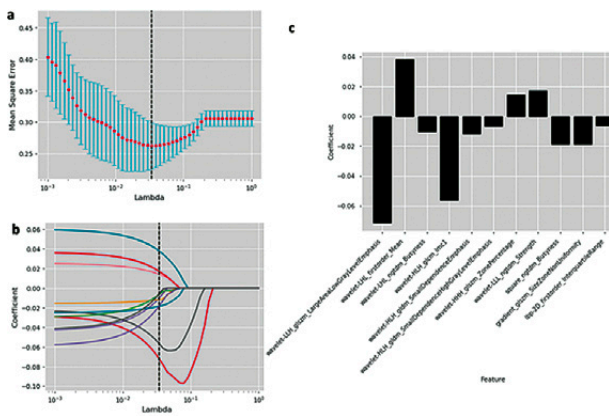 a
0.45
0.40
0.35
0.30
0.25
Mean Square Error
10⁻³
10⁻²
10⁻¹
10⁰
Lambda
b
0.06
0.04
0.02
0.00
−0.02
−0.04
−0.06
−0.08
−0.10
Coefficient
10⁻³
10⁻²
10⁻¹
10⁰
Lambda
c
0.04
0.02
0.00
−0.02
−0.04
−0.06
Coefficient
wavelet-LLH_glszm_LargeAreaLowGrayLevelEmphasis
wavelet-LHL_firstorder_Mean
wavelet-LHL_ngtdm_Busyness
wavelet-HLH_glcm_Imc1
wavelet-HLH_gldm_SmallDependenceEmphasis
wavelet-HLH_gldm_SmallDependenceHighGrayLevelEmphasis
wavelet-HHH_glszm_ZonePercentage
wavelet-LLL_ngtdm_Strength
square_ngtdm_Busyness
gradient_glszm_SizeZoneNonUniformity
lbp-2D_firstorder_InterquartileRange
Feature